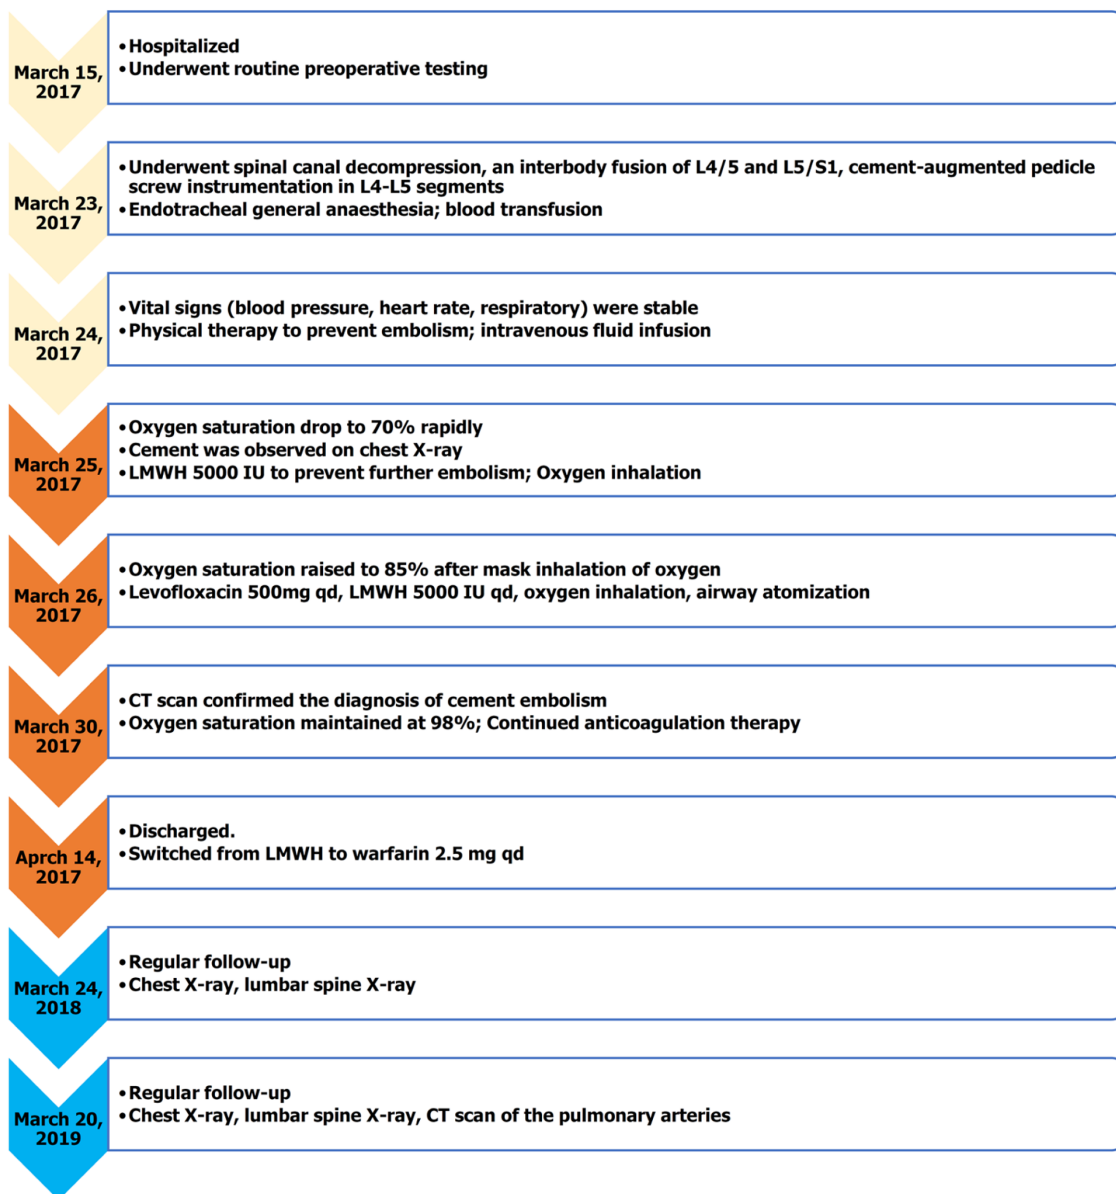 March 15,
2017
•Hospitalized
•Underwent routine preoperative testing
March 23,
2017
•Underwent spinal canal decompression, an interbody fusion of L4/5 and L5/S1, cement-augmented pedicle
screw instrumentation in L4-L5 segments
•Endotracheal general anaesthesia; blood transfusion
March 24,
2017
•Vital signs (blood pressure, heart rate, respiratory) were stable
•Physical therapy to prevent embolism; intravenous fluid infusion
March 25,
2017
•Oxygen saturation drop to 70% rapidly
•Cement was observed on chest X-ray
•LMWH 5000 IU to prevent further embolism; Oxygen inhalation
March 26,
2017
•Oxygen saturation raised to 85% after mask inhalation of oxygen
•Levofloxacin 500mg qd, LMWH 5000 IU qd, oxygen inhalation, airway atomization
March 30,
2017
•CT scan confirmed the diagnosis of cement embolism
•Oxygen saturation maintained at 98%; Continued anticoagulation therapy
Aprch 14,
2017
•Discharged.
•Switched from LMWH to warfarin 2.5 mg qd
March 24,
2018
•Regular follow-up
•Chest X-ray, lumbar spine X-ray
March 20,
2019
•Regular follow-up
•Chest X-ray, lumbar spine X-ray, CT scan of the pulmonary arteries